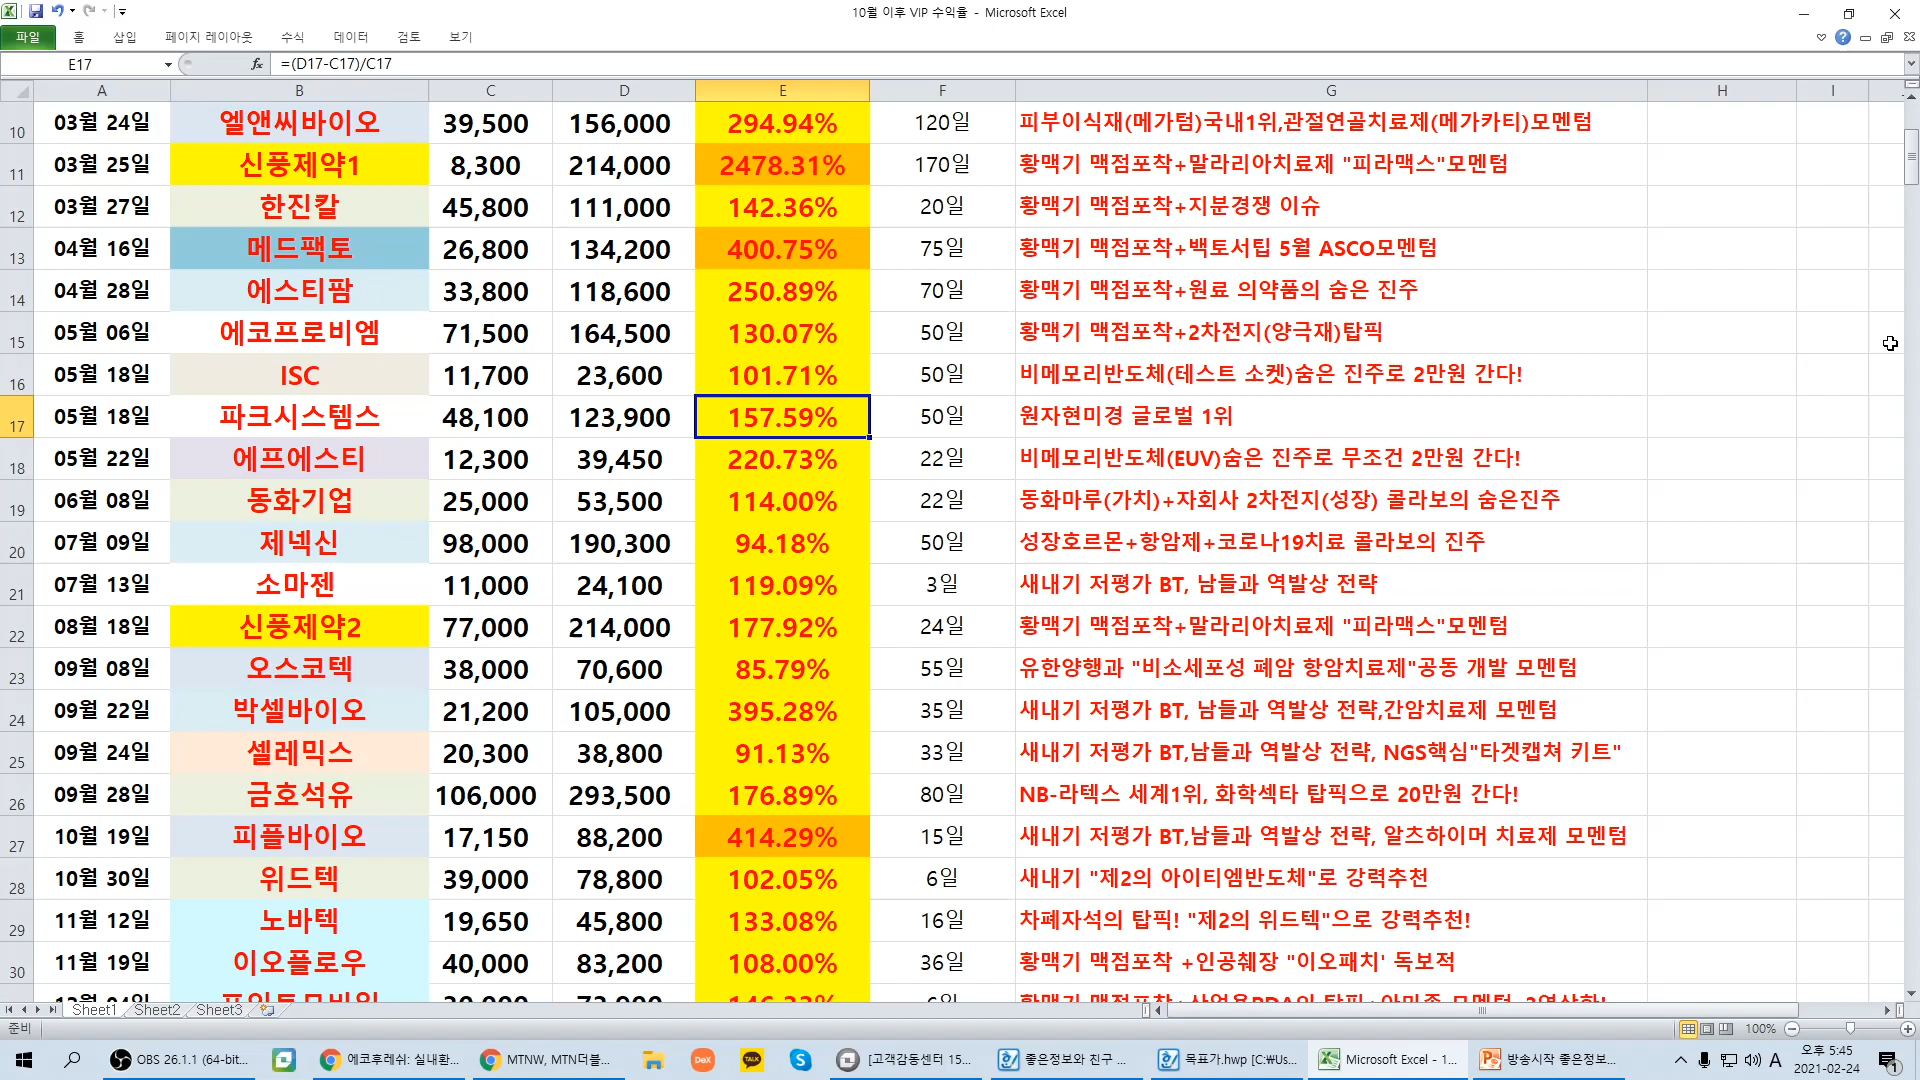 10월 이후 VIP 수익율 - Microsoft Excel
파일 홈 삽입 페이지 레이아웃 수식 데이터 검토 보기
E17 fx =(D17-C17)/C17
A B C D E F G H I
10 03월 24일 엘앤씨바이오 39,500 156,000 294.94% 120일 피부이식재(메가덤)국내1위,관절연골치료제(메가카티)모멘텀
11 03월 25일 신풍제약1 8,300 214,000 2478.31% 170일 황맥기 맥점포착+말라리아치료제 "피라맥스"모멘텀
12 03월 27일 한진칼 45,800 111,000 142.36% 20일 황맥기 맥점포착+지분경쟁 이슈
13 04월 16일 메드팩토 26,800 134,200 400.75% 75일 황맥기 맥점포착+백토서팁 5월 ASCO모멘텀
14 04월 28일 에스티팜 33,800 118,600 250.89% 70일 황맥기 맥점포착+원료 의약품의 숨은 진주
15 05월 06일 에코프로비엠 71,500 164,500 130.07% 50일 황맥기 맥점포착+2차전지(양극재)탑픽
16 05월 18일 ISC 11,700 23,600 101.71% 50일 비메모리반도체(테스트 소켓)숨은 진주로 2만원 간다!
17 05월 18일 파크시스템스 48,100 123,900 157.59% 50일 원자현미경 글로벌 1위
18 05월 22일 에프에스티 12,300 39,450 220.73% 22일 비메모리반도체(EUV)숨은 진주로 무조건 2만원 간다!
19 06월 08일 동화기업 25,000 53,500 114.00% 22일 동화마루(가치)+자회사 2차전지(성장) 콜라보의 숨은진주
20 07월 09일 제넥신 98,000 190,300 94.18% 50일 성장호르몬+항암제+코로나19치료 콜라보의 진주
21 07월 13일 소마젠 11,000 24,100 119.09% 3일 새내기 저평가 BT, 남들과 역발상 전략
22 08월 18일 신풍제약2 77,000 214,000 177.92% 24일 황맥기 맥점포착+말라리아치료제 "피라맥스"모멘텀
23 09월 08일 오스코텍 38,000 70,600 85.79% 55일 유한양행과 "비소세포성 폐암 항암치료제"공동 개발 모멘텀
24 09월 22일 박셀바이오 21,200 105,000 395.28% 35일 새내기 저평가 BT, 남들과 역발상 전략,간암치료제 모멘텀
25 09월 24일 셀레믹스 20,300 38,800 91.13% 33일 새내기 저평가 BT,남들과 역발상 전략, NGS핵심"타겟캡쳐 키트"
26 09월 28일 금호석유 106,000 293,500 176.89% 80일 NB-라텍스 세계1위, 화학섹타 탑픽으로 20만원 간다!
27 10월 19일 피플바이오 17,150 88,200 414.29% 15일 새내기 저평가 BT,남들과 역발상 전략, 알츠하이머 치료제 모멘텀
28 10월 30일 위드텍 39,000 78,800 102.05% 6일 새내기 "제2의 아이티엠반도체"로 강력추천
29 11월 12일 노바텍 19,650 45,800 133.08% 16일 차폐자석의 탑픽! "제2의 위드텍"으로 강력추천!
30 11월 19일 이오플로우 40,000 83,200 108.00% 36일 황맥기 맥점포착 +인공췌장 "이오패치' 독보적
Sheet1 Sheet2 Sheet3
준비 100%
OBS 26.1.1 (64-bit... 에코후레쉬: 실내환... MTNW, MTN더블... DeX TALK [고객감동센터 15... 좋은정보와 친구 ... 목표가.hwp [C:₩Us... Microsoft Excel - 1... 방송시작 좋은정보... A 오후 5:45
2021-02-24 1